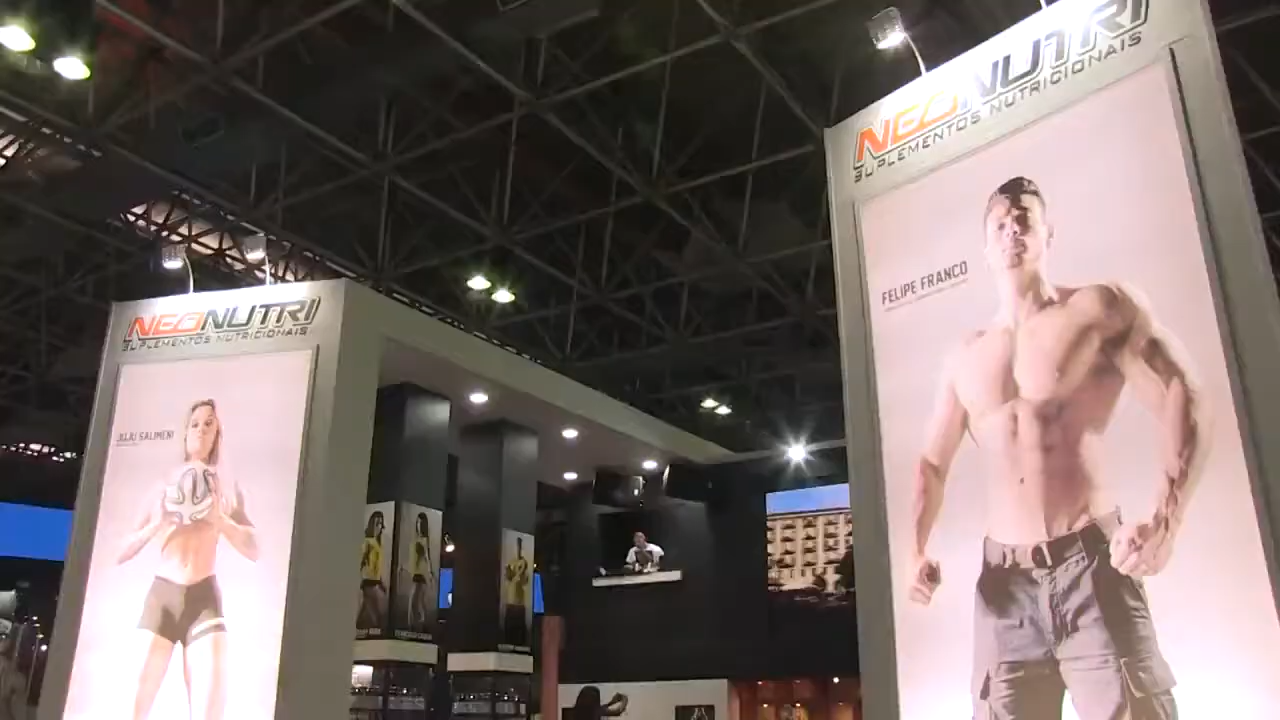 NEONUTRI
SUPLEMENTOS NUTRICIONAIS
JUJU SALIMENI
NEONUTRI
SUPLEMENTOS NUTRICIONAIS
FELIPE FRANCO